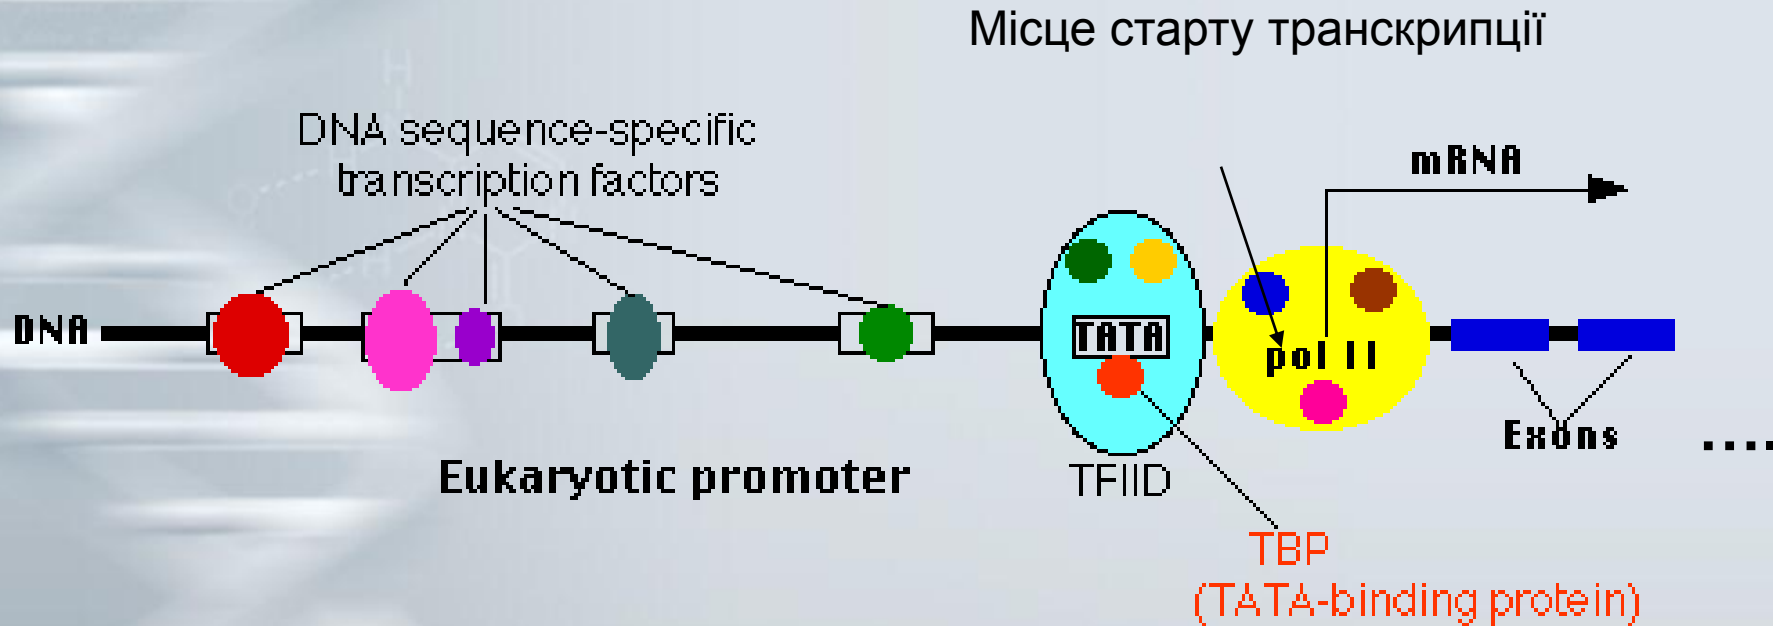 Місце старту транскрипції
DNA sequence-specific
transcription factors
mRNA
DNA
TATA
pol II
Exons
....
Eukaryotic promoter
TFIID
TBP
(TATA-binding protein)